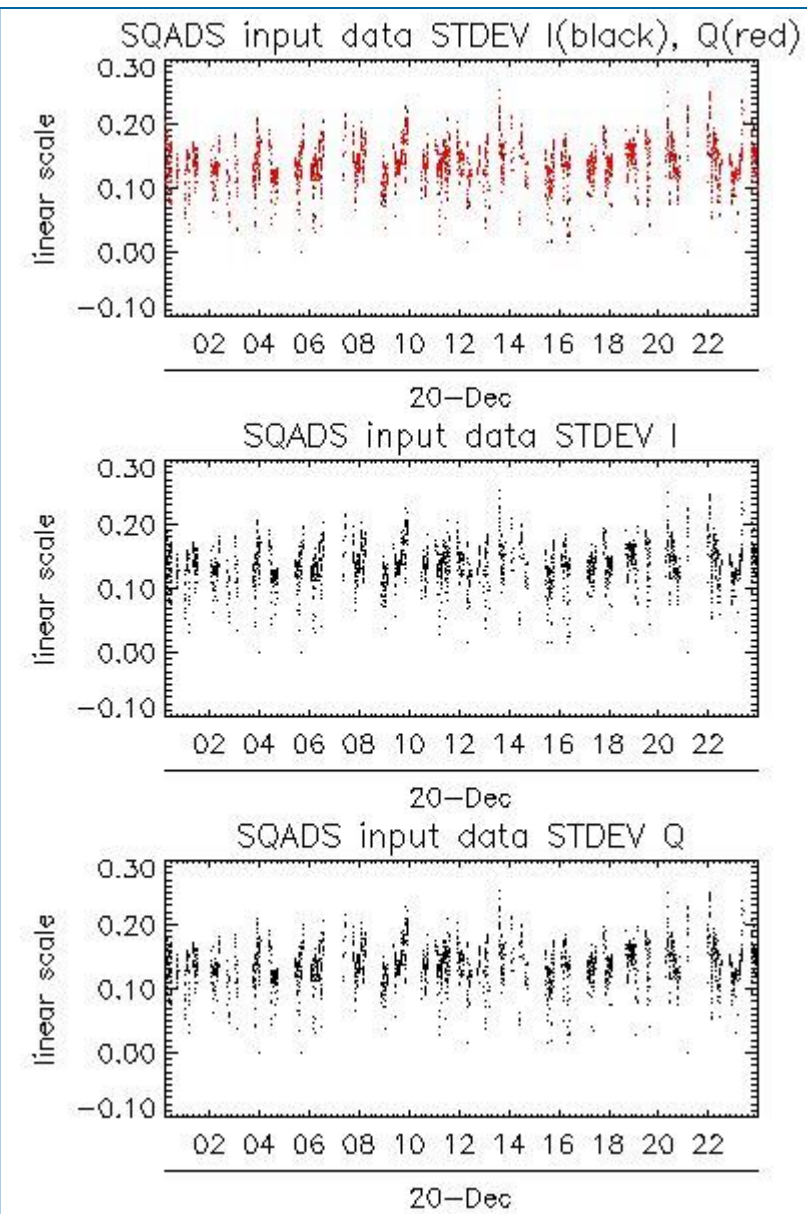 SQADS input data STDEV I(black), Q(red)
0.30
0.20
0.10
0.00
-0.10
linear scale
02 04 06 08 10 12 14 16 18 20 22
20-Dec
SQADS input data STDEV I
0.30
0.20
0.10
0.00
-0.10
linear scale
02 04 06 08 10 12 14 16 18 20 22
20-Dec
SQADS input data STDEV Q
0.30
0.20
0.10
0.00
-0.10
linear scale
02 04 06 08 10 12 14 16 18 20 22
20-Dec